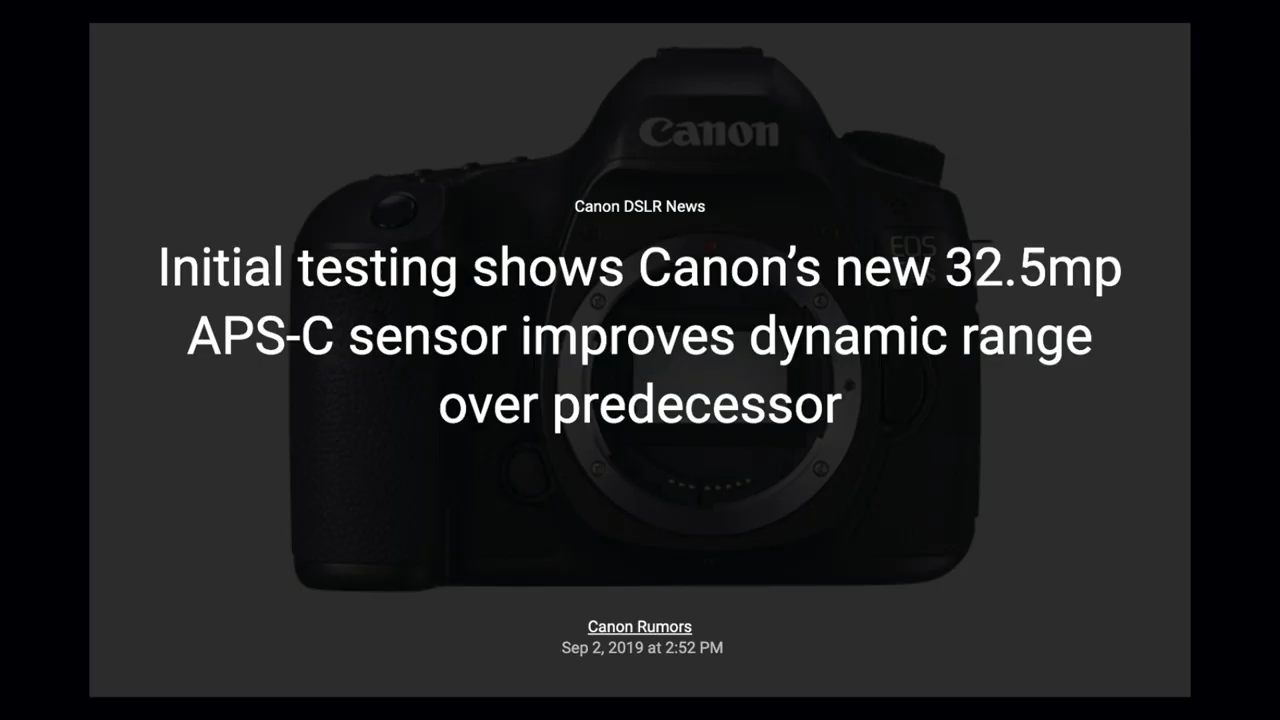 Canon
Canon DSLR News
EOS
Initial testing shows Canon’s new 32.5mp
APS-C sensor improves dynamic range
over predecessor
Canon Rumors
Sep 2, 2019 at 2:52 PM